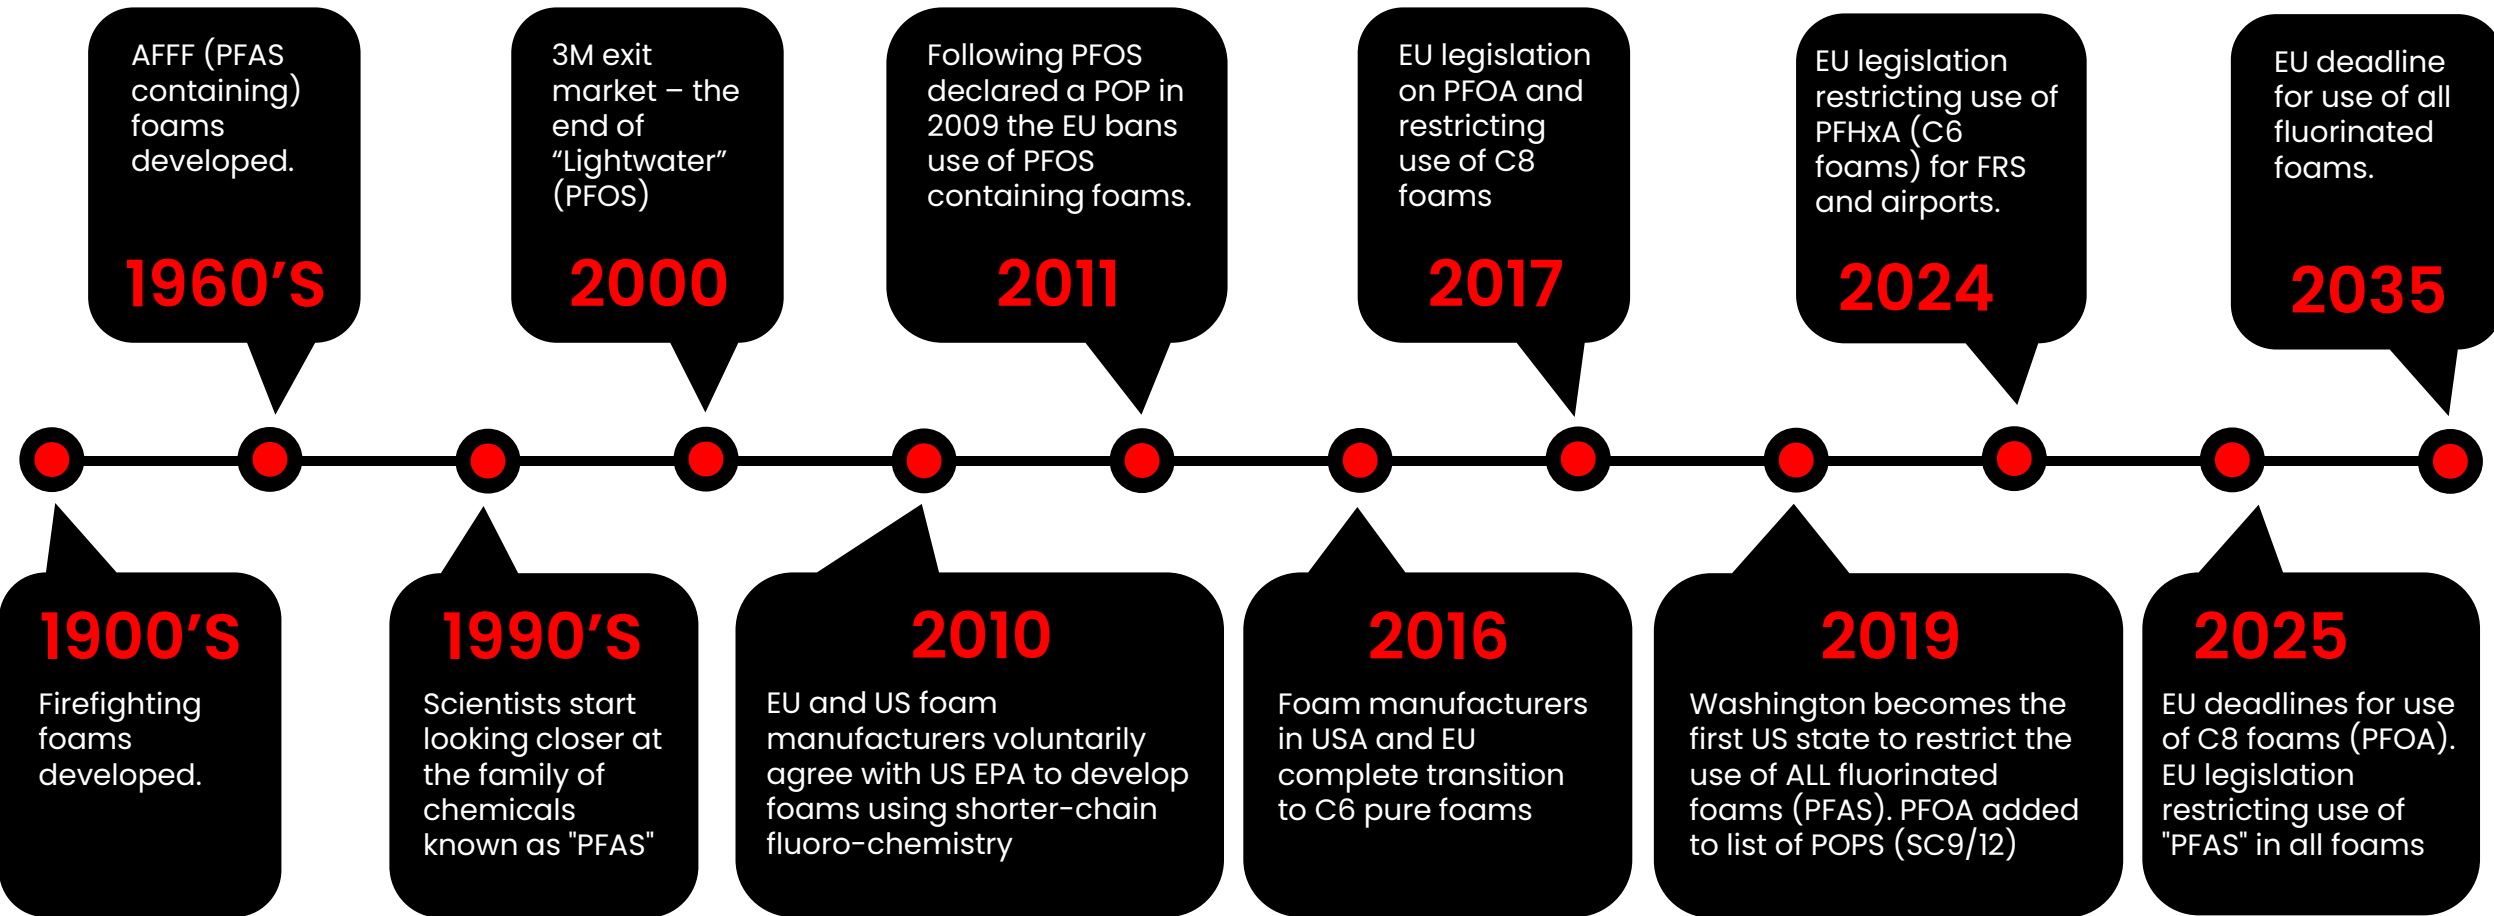 AFFF (PFAS
containing)
foams
developed.
1960'S
3M exit
market – the
end of
“Lightwater”
(PFOS)
2000
Following PFOS
declared a POP in
2009 the EU bans
use of PFOS
containing foams.
2011
EU legislation
on PFOA and
restricting
use of C8
foams
2017
EU legislation
restricting use of
PFHxA (C6
foams) for FRS
and airports.
2024
EU deadline
for use of all
fluorinated
foams.
2035
1900'S
Firefighting
foams
developed.
1990'S
Scientists start
looking closer at
the family of
chemicals
known as "PFAS"
2010
EU and US foam
manufacturers voluntarily
agree with US EPA to develop
foams using shorter-chain
fluoro-chemistry
2016
Foam manufacturers
in USA and EU
complete transition
to C6 pure foams
2019
Washington becomes the
first US state to restrict the
use of ALL fluorinated
foams (PFAS). PFOA added
to list of POPS (SC9/12)
2025
EU deadlines for use
of C8 foams (PFOA).
EU legislation
restricting use of
"PFAS" in all foams